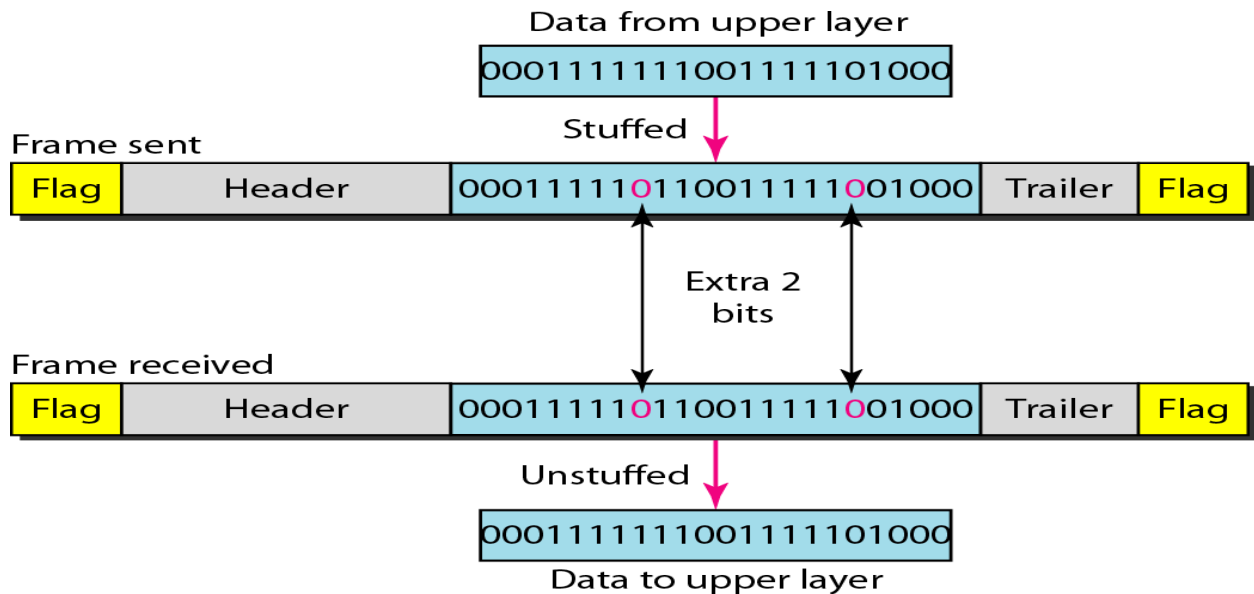 Data from upper layer
0001111111001111101000
Stuffed
Frame sent
Flag Header 000111110110011111001000 Trailer Flag
Extra 2
bits
Frame received
Flag Header 000111110110011111001000 Trailer Flag
Unstuffed
0001111111001111101000
Data to upper layer